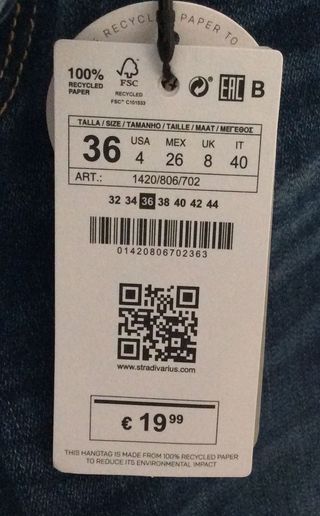 RECYCLED PAPER TO
100%
RECYCLED
PAPER
FSC
RECYCLED
FSC® C101533
EAC B
TALLA / SIZE / TAMANHO / TAILLE / MAAT / ΜΕΓΕΘΟΣ
36 USA MEX UK IT
4 26 8 40
ART.: 1420/806/702
32 34 36 38 40 42 44
01420806702363
www.stradivarius.com
€ 19.99
THIS HANGTAG IS MADE FROM 100% RECYCLED PAPER
TO REDUCE ITS ENVIRONMENTAL IMPACT